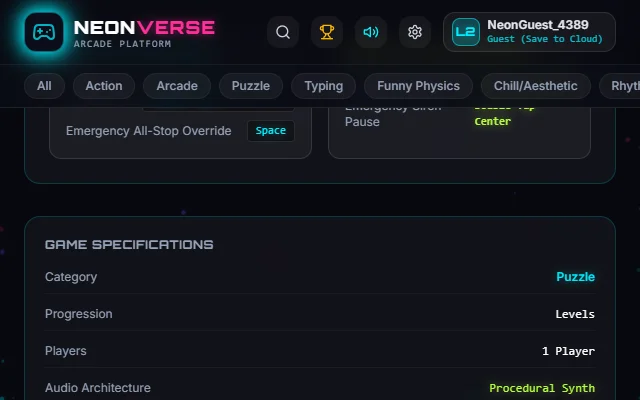 NEONVERSE
ARCADE PLATFORM
L2
NeonGuest_4389
Guest (Save to Cloud)
All
Action
Arcade
Puzzle
Typing
Funny Physics
Chill/Aesthetic
Emergency All-Stop Override
Space
Emergency Siren
Pause
Center
GAME SPECIFICATIONS
Category
Puzzle
Progression
Levels
Players
1 Player
Audio Architecture
Procedural Synth